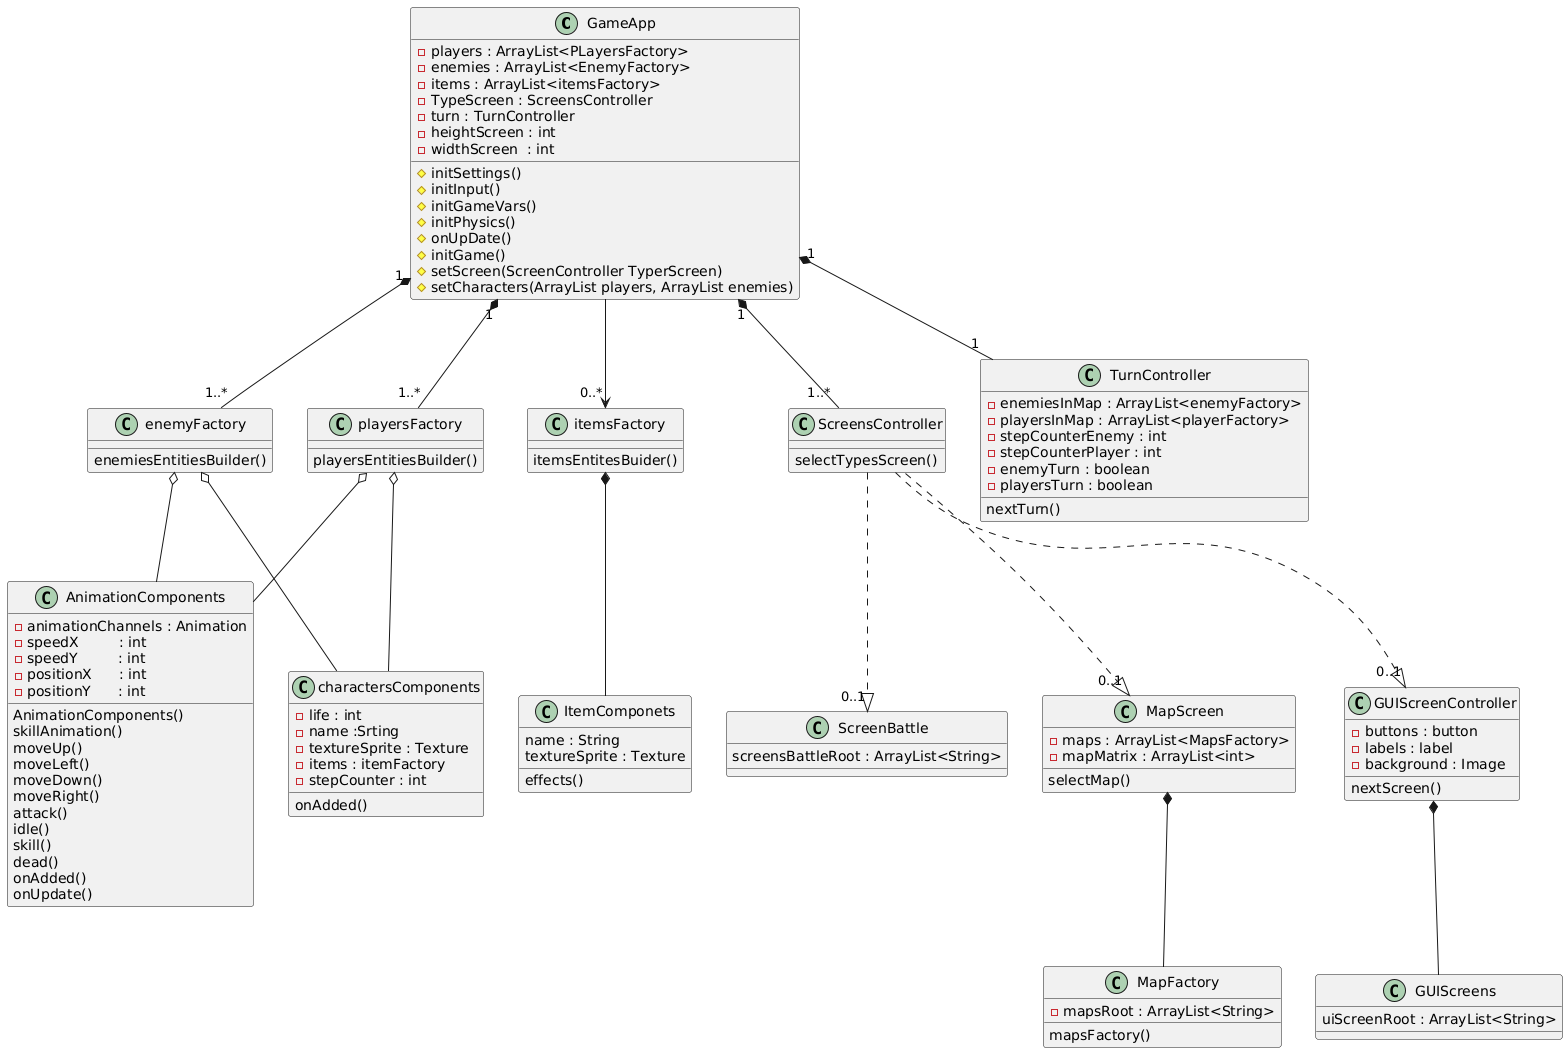 C GameApp
players : ArrayList<PLayersFactory>
enemies : ArrayList<EnemyFactory>
items : ArrayList<itemsFactory>
TypeScreen : ScreensController
turn : TurnController
heightScreen : int
widthScreen : int
initSettings()
initInput()
initGameVars()
initPhysics()
onUpDate()
initGame()
setScreen(ScreenController TyperScreen)
setCharacters(ArrayList players, ArrayList enemies)
1
1
1
1
1..*
1..*
0..*
1..*
1
C enemyFactory
enemiesEntitiesBuilder()
C playersFactory
playersEntitiesBuilder()
C itemsFactory
itemsEntitesBuider()
C ScreensController
selectTypesScreen()
C TurnController
enemiesInMap : ArrayList<enemyFactory>
playersInMap : ArrayList<playerFactory>
stepCounterEnemy : int
stepCounterPlayer : int
enemyTurn : boolean
playersTurn : boolean
nextTurn()
C AnimationComponents
animationChannels : Animation
speedX : int
speedY : int
positionX : int
positionY : int
AnimationComponents()
skillAnimation()
moveUp()
moveLeft()
moveDown()
moveRight()
attack()
idle()
skill()
dead()
onAdded()
onUpdate()
C charactersComponents
life : int
name :Srting
textureSprite : Texture
items : itemFactory
stepCounter : int
onAdded()
C ItemComponets
name : String
textureSprite : Texture
effects()
0..1
C ScreenBattle
screensBattleRoot : ArrayList<String>
0..1
C MapScreen
maps : ArrayList<MapsFactory>
mapMatrix : ArrayList<int>
selectMap()
0..1
C GUIScreenController
buttons : button
labels : label
background : Image
nextScreen()
C MapFactory
mapsRoot : ArrayList<String>
mapsFactory()
C GUIScreens
uiScreenRoot : ArrayList<String>